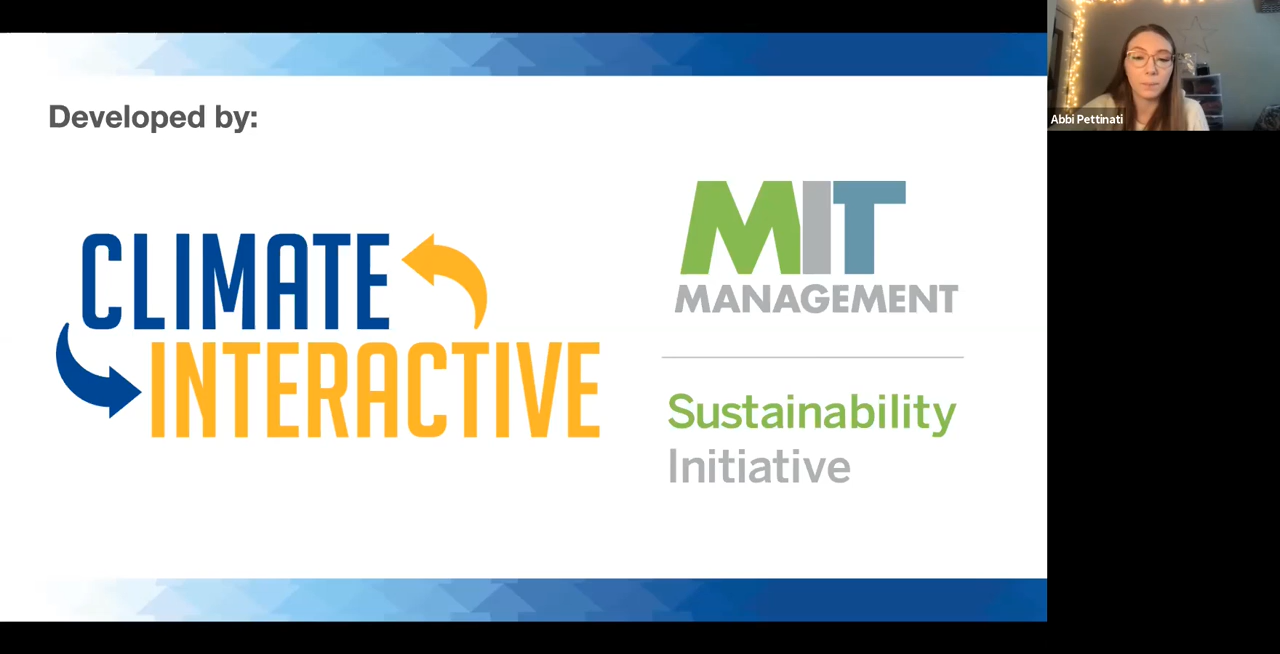 Developed by:
CLIMATE
INTERACTIVE
MIT
MANAGEMENT
Sustainability
Initiative
Abbi Pettinati